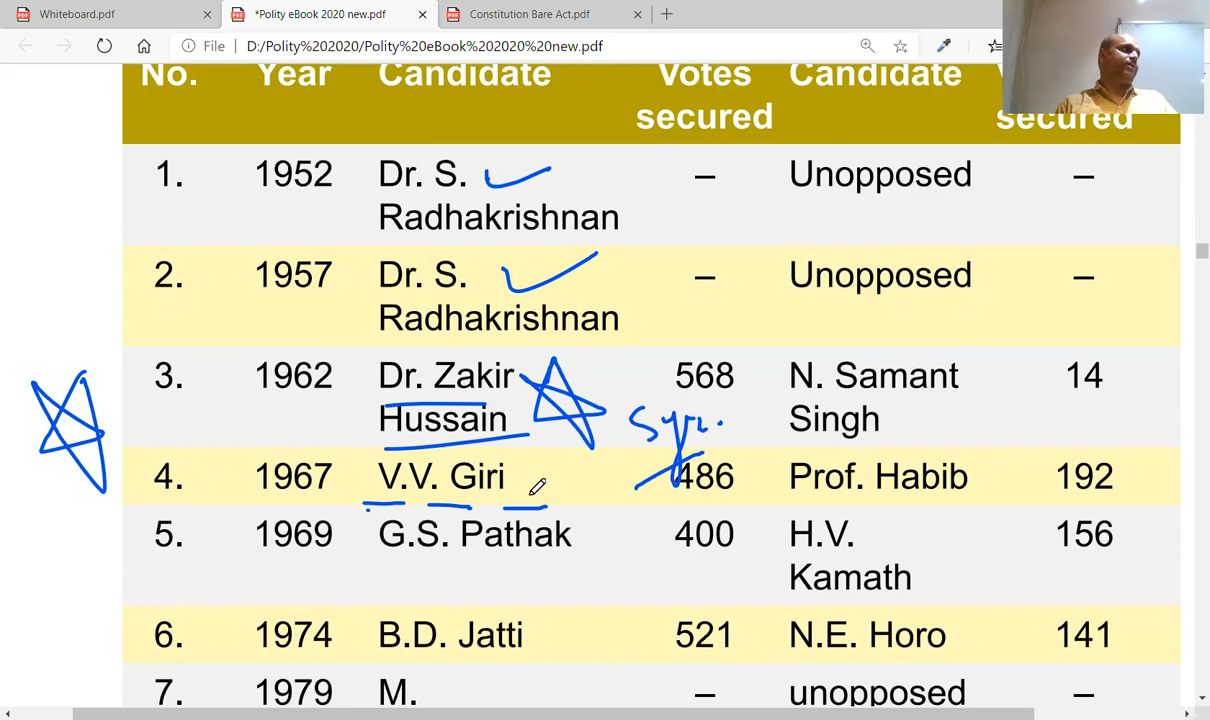 Whiteboard.pdf
*Polity eBook 2020 new.pdf
Constitution Bare Act.pdf
File
D:/Polity%202020/Polity%20eBook%202020%20new.pdf
No. Year Candidate Votes secured Candidate secured
1. 1952 Dr. S. Radhakrishnan – Unopposed –
2. 1957 Dr. S. Radhakrishnan – Unopposed –
3. 1962 Dr. Zakir Hussain 568 N. Samant Singh 14
4. 1967 V.V. Giri 486 Prof. Habib 192
5. 1969 G.S. Pathak 400 H.V. Kamath 156
6. 1974 B.D. Jatti 521 N.E. Horo 141
7. 1979 M. – unopposed –